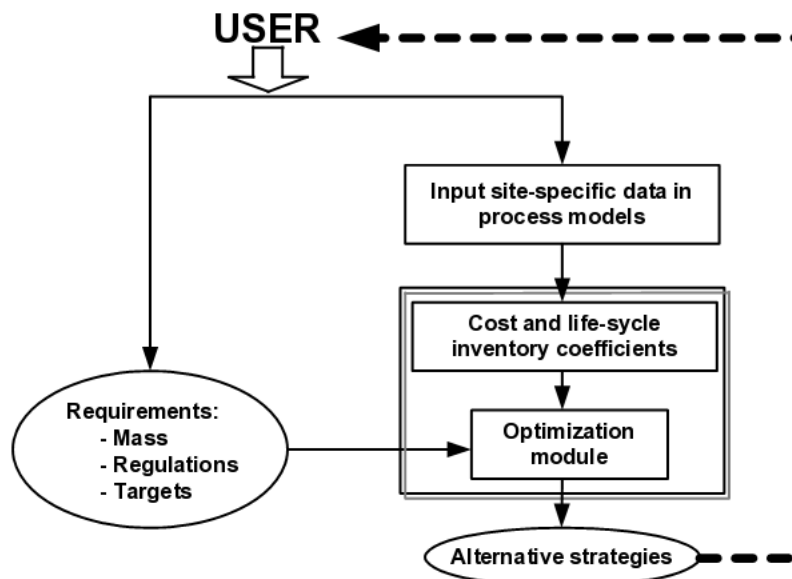 USER
Input site-specific data in
process models
Cost and life-sycle
inventory coefficients
Requirements:
- Mass
- Regulations
- Targets
Optimization
module
Alternative strategies